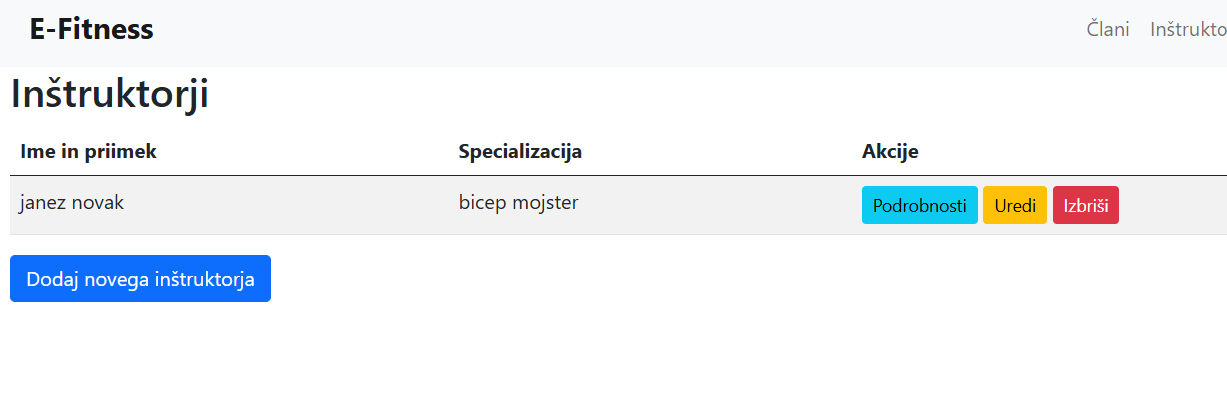 E-Fitness Člani Inštrukto
Inštruktorji
Ime in priimek Specializacija Akcije
janez novak bicep mojster Podrobnosti Uredi Izbriši
Dodaj novega inštruktorja